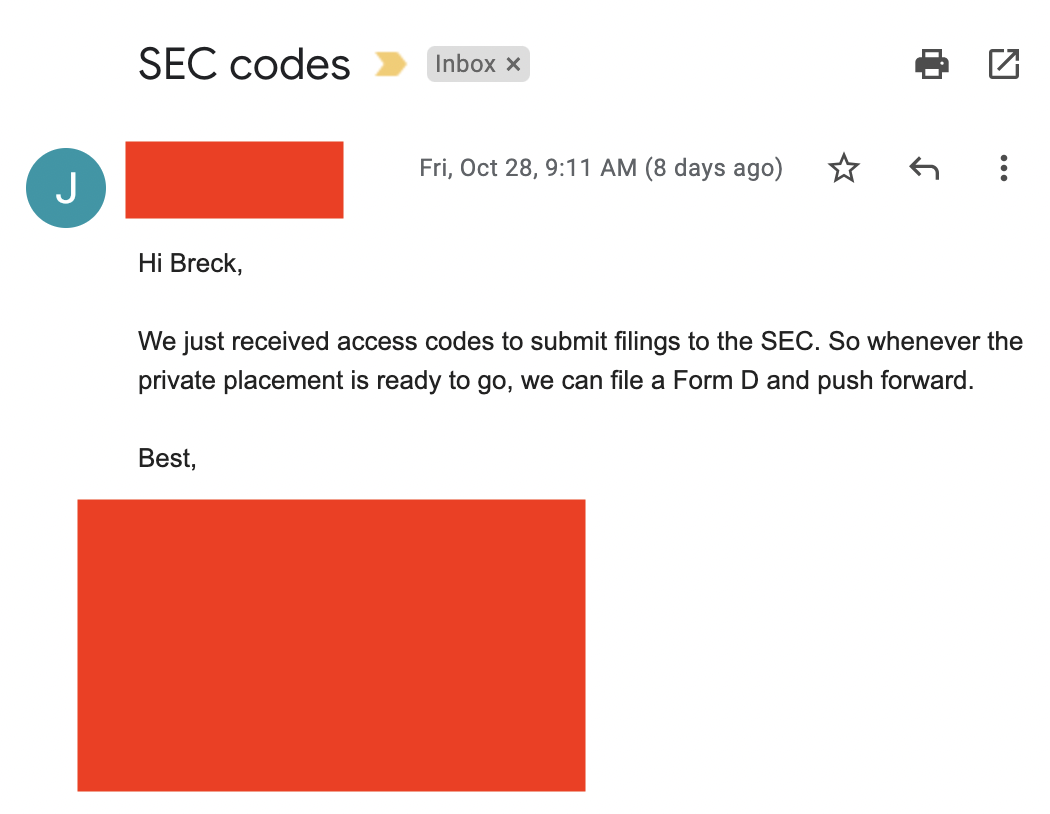 SEC codes
Inbox ×
J
Fri, Oct 28, 9:11 AM (8 days ago)
Hi Breck,
We just received access codes to submit filings to the SEC. So whenever the
private placement is ready to go, we can file a Form D and push forward.
Best,